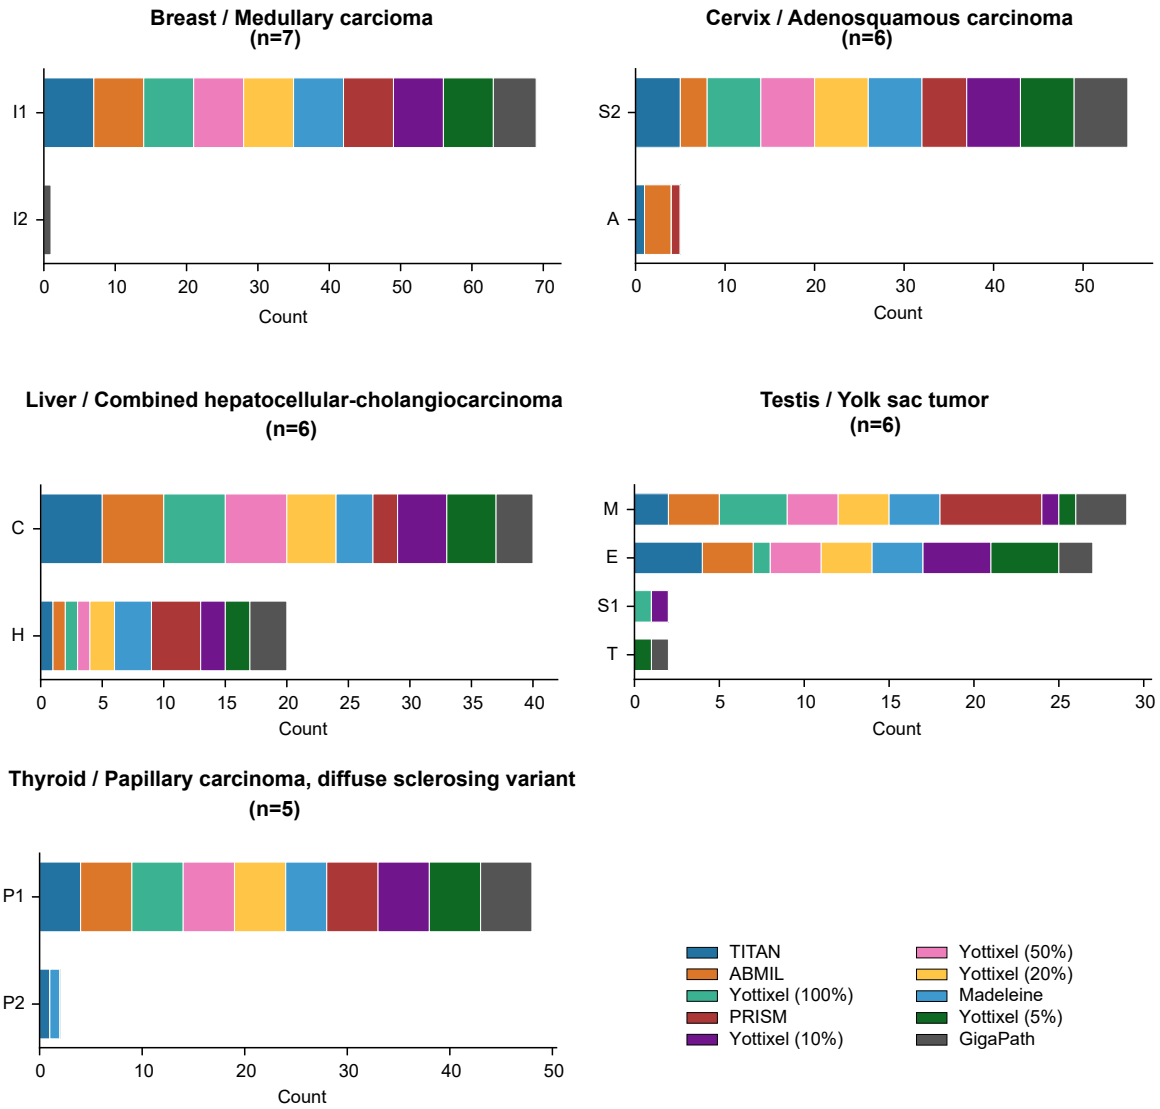 Breast / Medullary carcioma
(n=7)
I1
I2
0 10 20 30 40 50 60 70
Count
Cervix / Adenosquamous carcinoma
(n=6)
S2
A
0 10 20 30 40 50
Count
Liver / Combined hepatocellular-cholangiocarcinoma
(n=6)
C
H
0 5 10 15 20 25 30 35 40
Count
Testis / Yolk sac tumor
(n=6)
M
E
S1
T
0 5 10 15 20 25 30
Count
Thyroid / Papillary carcinoma, diffuse sclerosing variant
(n=5)
P1
P2
0 10 20 30 40 50
Count
TITAN
ABMIL
Yottixel (100%)
PRISM
Yottixel (10%)
Yottixel (50%)
Yottixel (20%)
Madeleine
Yottixel (5%)
GigaPath